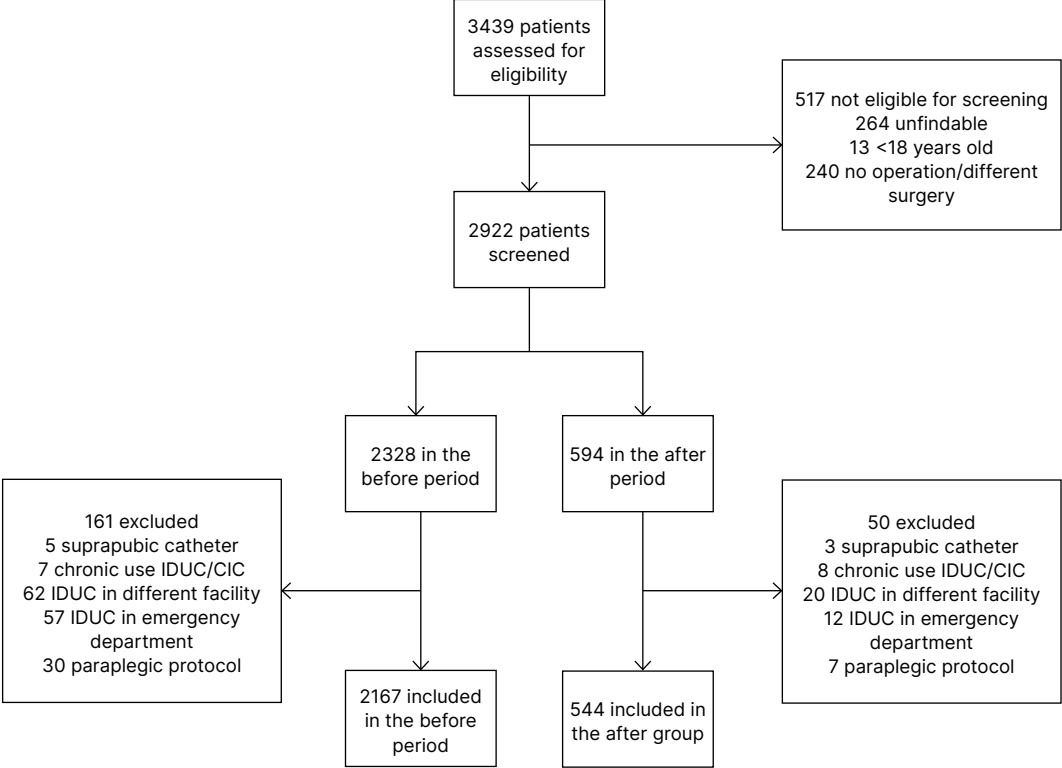 3439 patients
assessed for
eligibility
517 not eligible for screening
264 unfindable
13 <18 years old
240 no operation/different
surgery
2922 patients
screened
2328 in the
before period
594 in the after
period
161 excluded
5 suprapubic catheter
7 chronic use IDUC/CIC
62 IDUC in different facility
57 IDUC in emergency
department
30 paraplegic protocol
50 excluded
3 suprapubic catheter
8 chronic use IDUC/CIC
20 IDUC in different facility
12 IDUC in emergency
department
7 paraplegic protocol
2167 included
in the before
period
544 included in
the after group